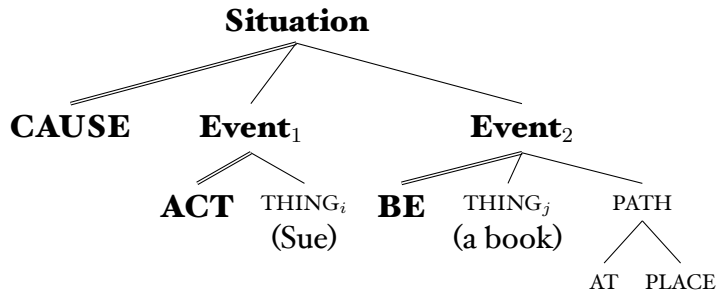 Situation
CAUSE Event₁ Event₂
ACT THINGᵢ BE THINGⱼ PATH
(Sue) (a book)
AT PLACE